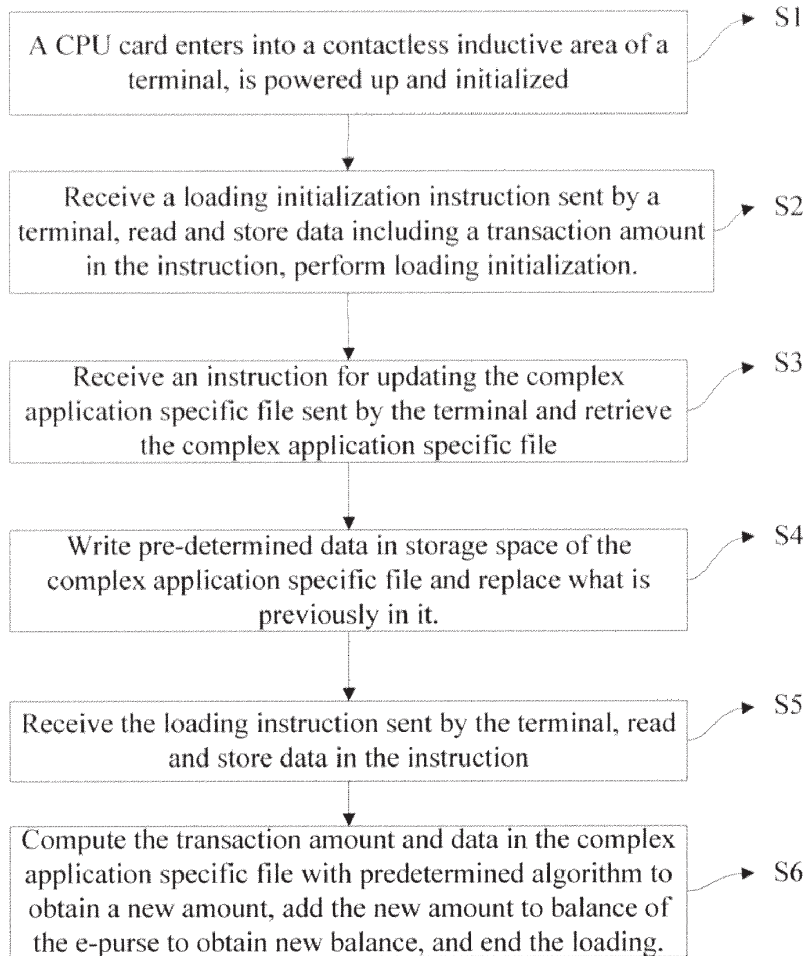 S1
A CPU card enters into a contactless inductive area of a
terminal, is powered up and initialized
Receive a loading initialization instruction sent by a
terminal, read and store data including a transaction amount
in the instruction, perform loading initialization.
S2
Receive an instruction for updating the complex
application specific file sent by the terminal and retrieve
the complex application specific file
S3
Write pre-determined data in storage space of the
complex application specific file and replace what is
previously in it.
S4
Receive the loading instruction sent by the terminal, read
and store data in the instruction
S5
Compute the transaction amount and data in the complex
application specific file with predetermined algorithm to
obtain a new amount, add the new amount to balance of
the e-purse to obtain new balance, and end the loading.
S6